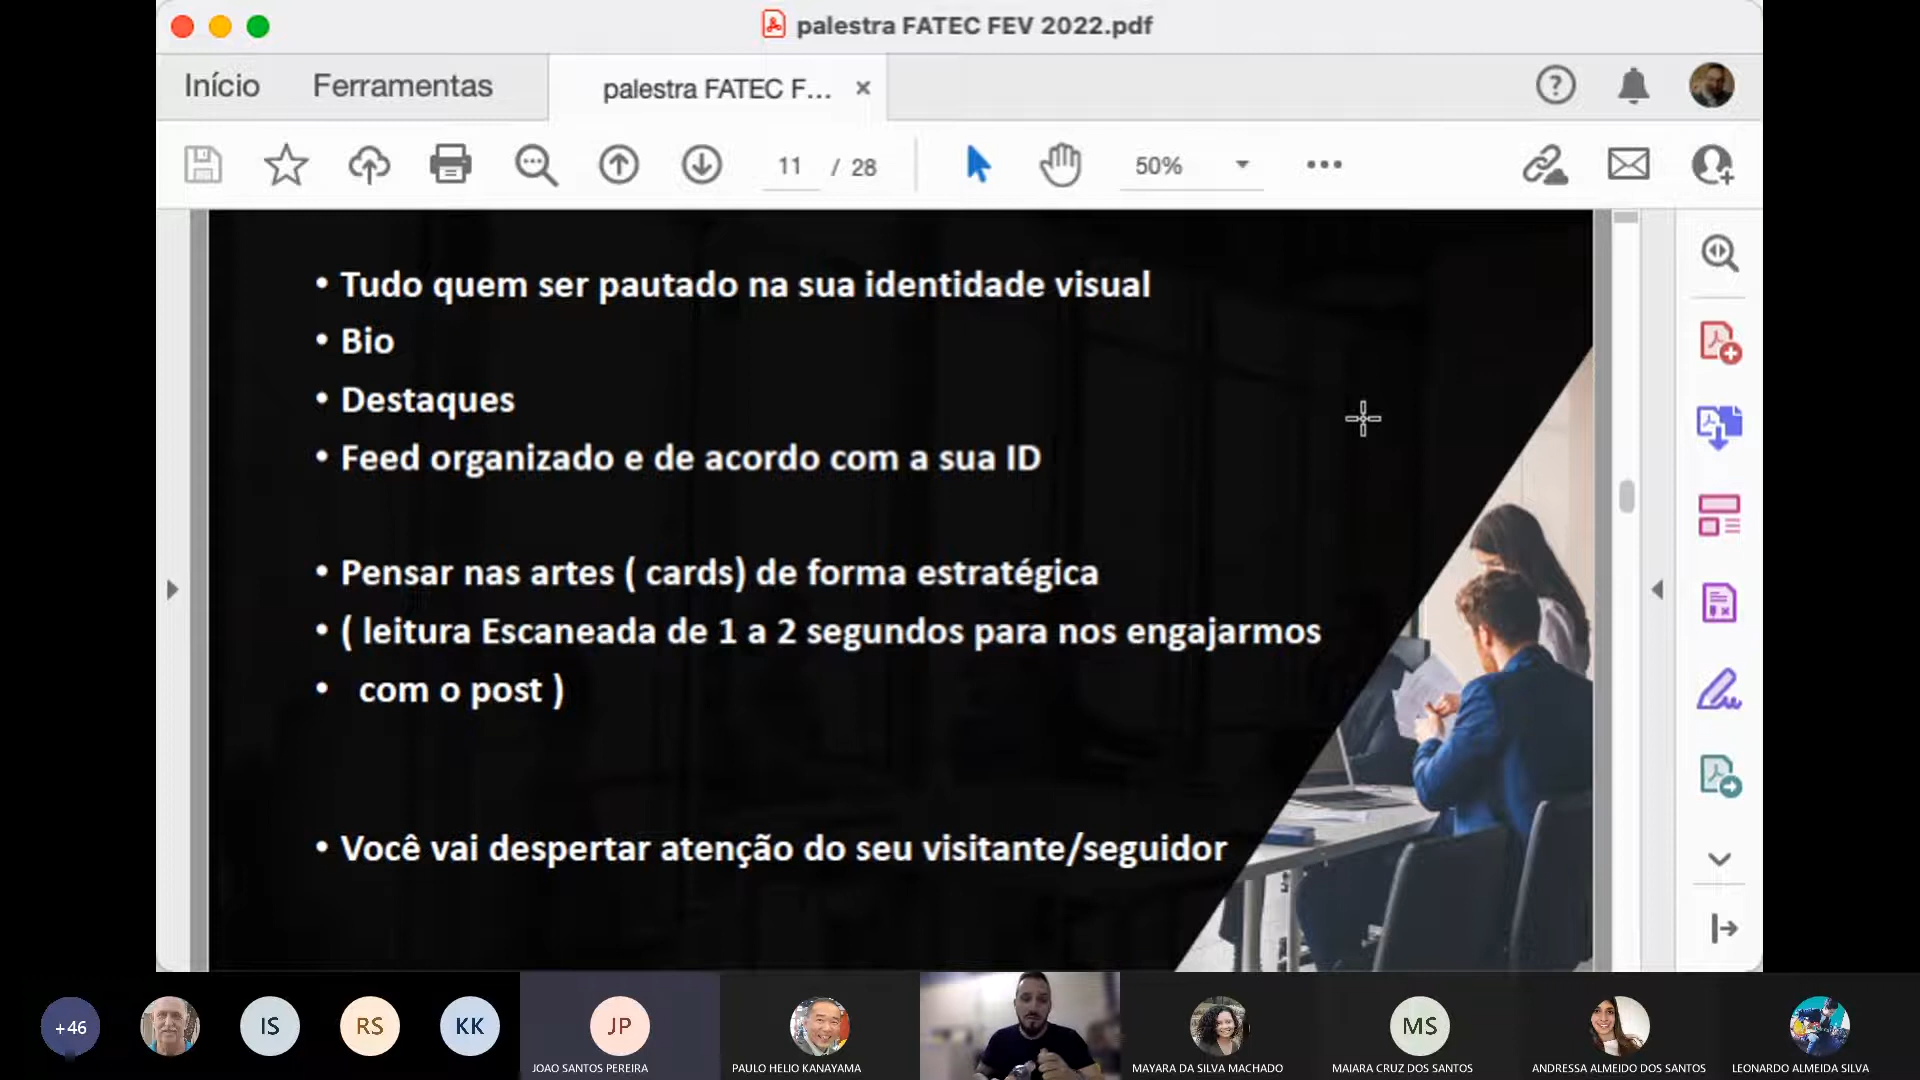 palestra FATEC FEV 2022.pdf
Início
Ferramentas
palestra FATEC F...
11 / 28
50%
• Tudo quem ser pautado na sua identidade visual
• Bio
• Destaques
• Feed organizado e de acordo com a sua ID
• Pensar nas artes ( cards) de forma estratégica
• ( leitura Escaneada de 1 a 2 segundos para nos engajarmos
• com o post )
• Você vai despertar atenção do seu visitante/seguidor
+46
IS
RS
KK
JP
MS
JOAO SANTOS PEREIRA
PAULO HELIO KANAYAMA
MAYARA DA SILVA MACHADO
MAIARA CRUZ DOS SANTOS
ANDRESSA ALMEIDO DOS SANTOS
LEONARDO ALMEIDA SILVA